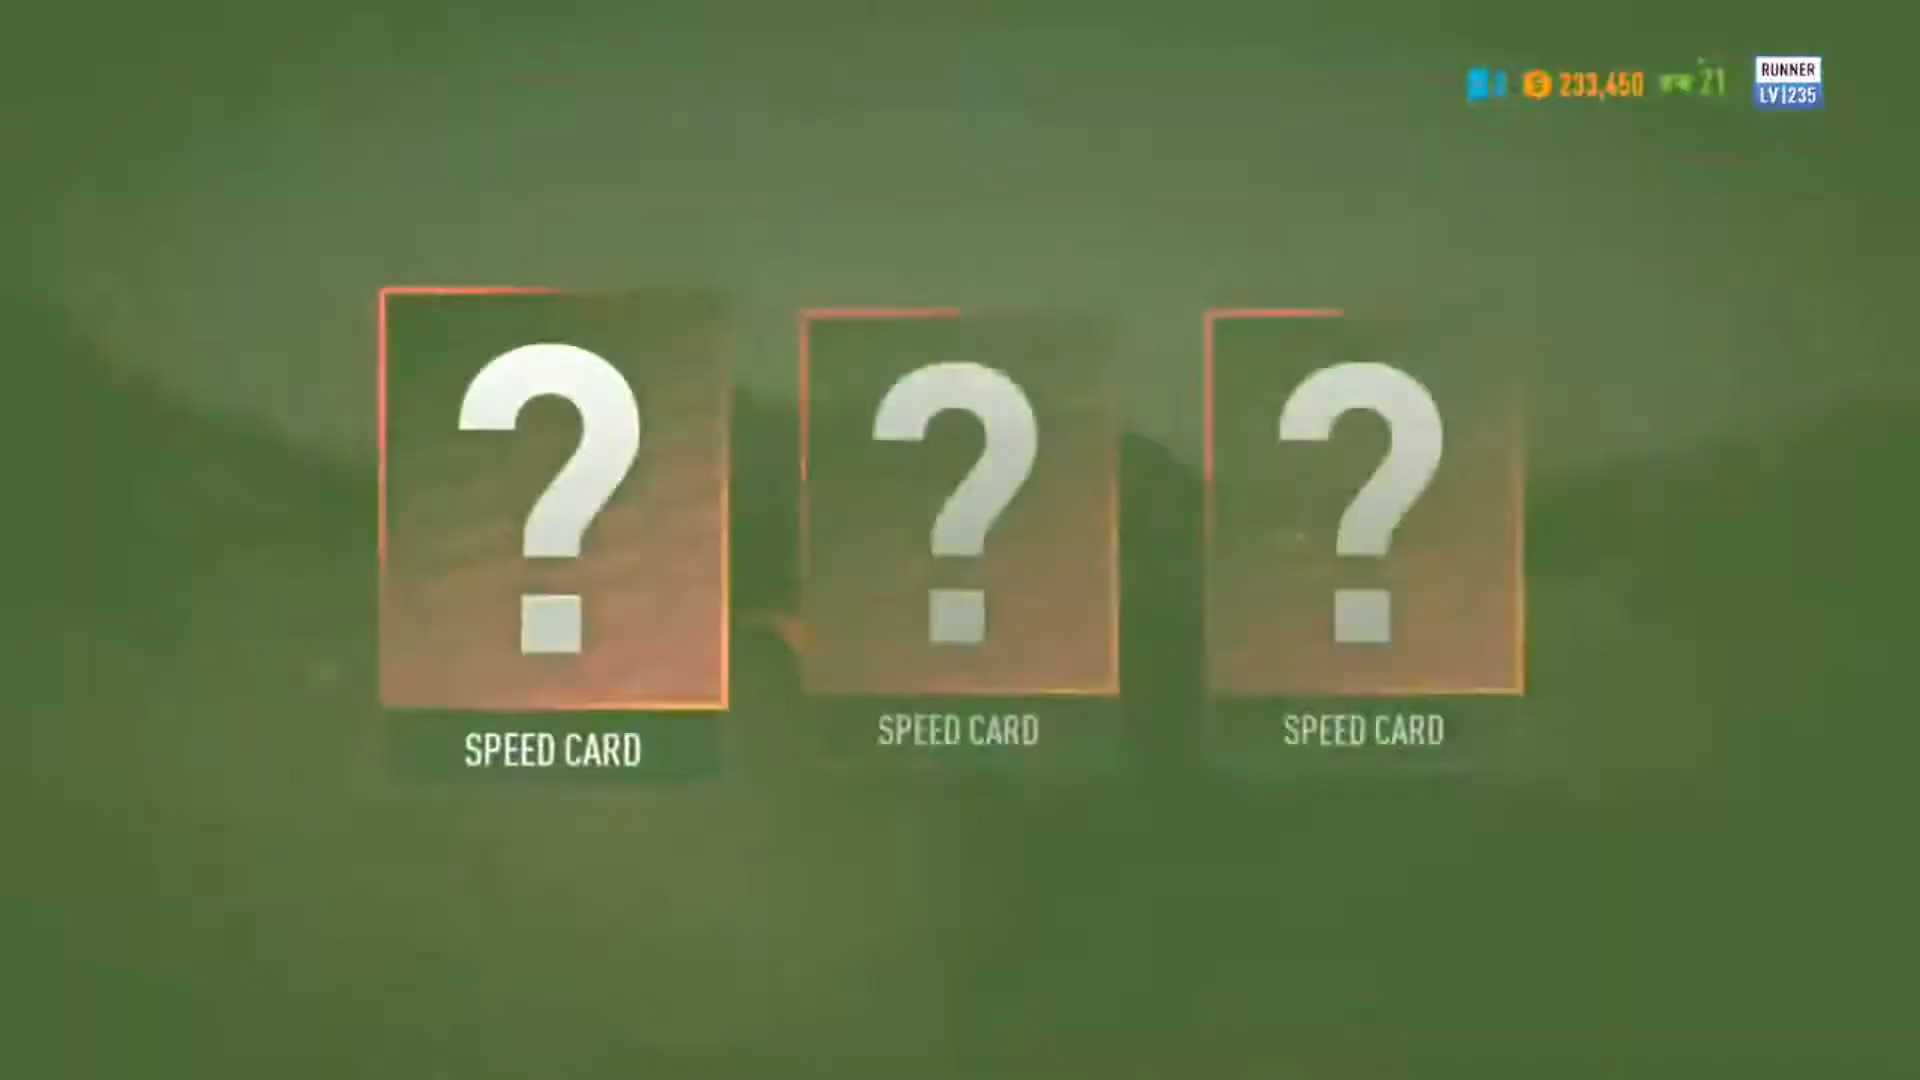 233,450
21
RUNNER
LV|235
?
?
?
SPEED CARD
SPEED CARD
SPEED CARD